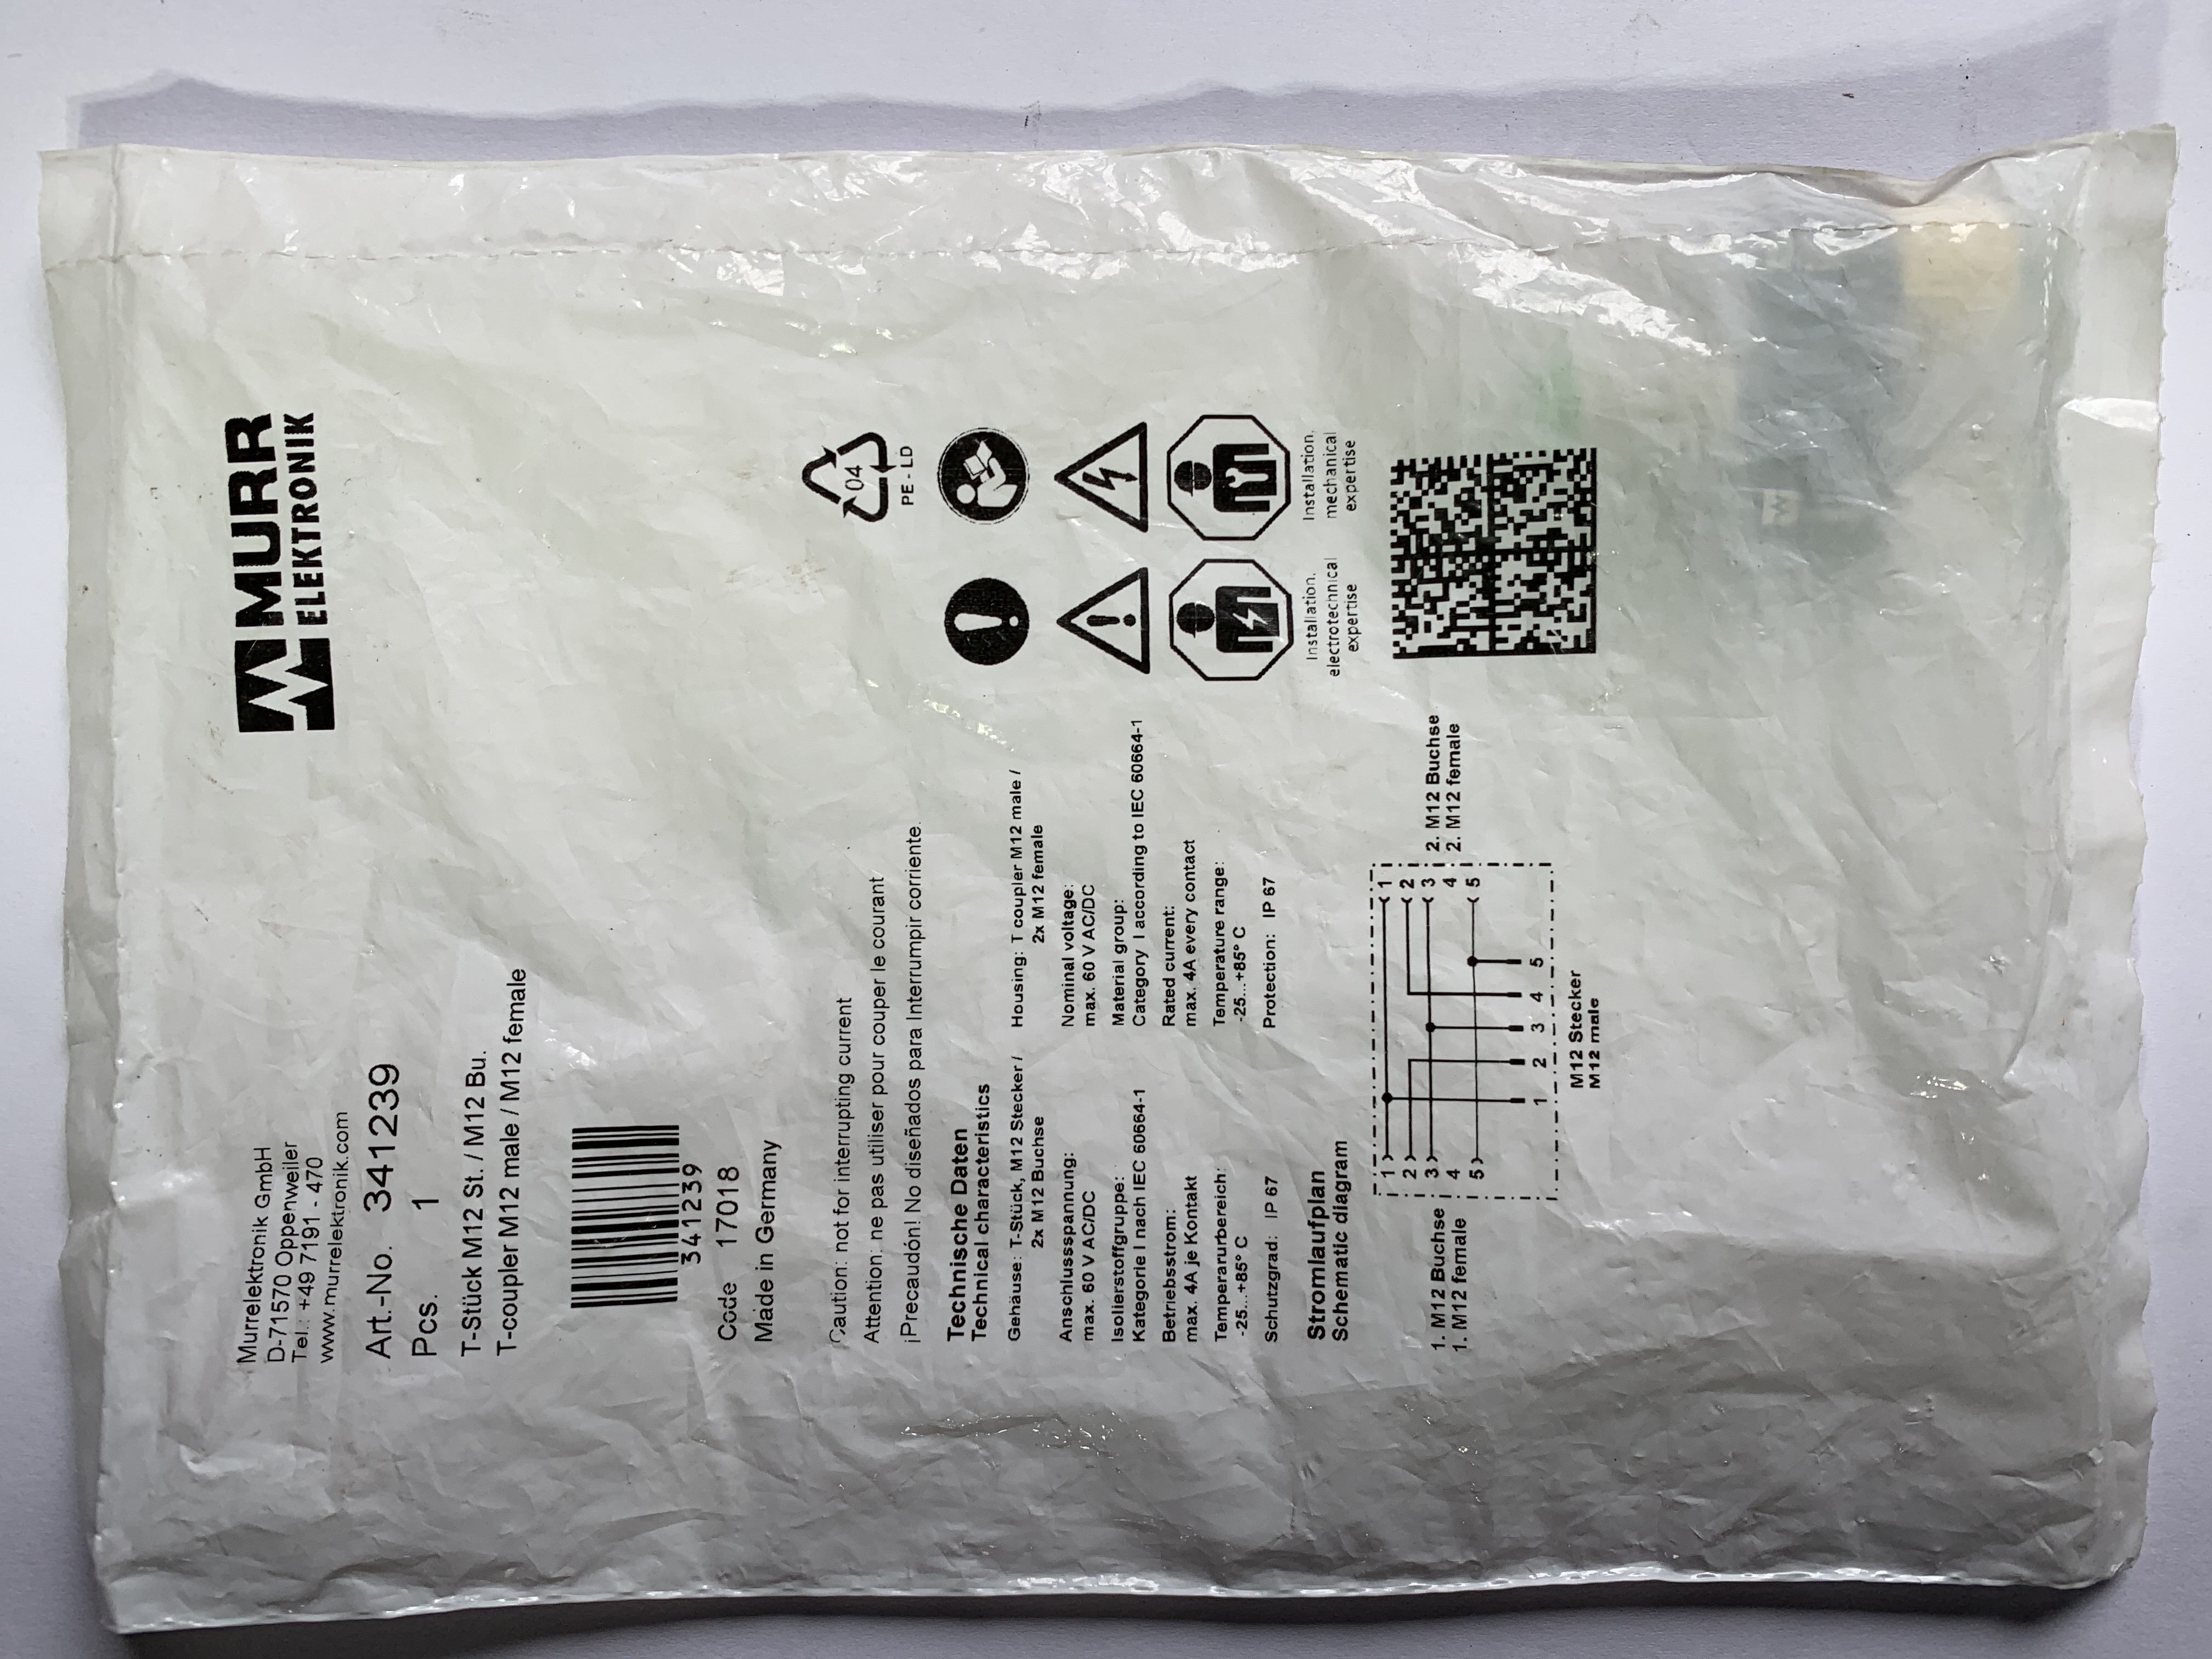 MURR
ELEKTRONIK
Murrelektronik GmbH
D-71570 Oppenweiler
Tel.: +49 7191 - 470
www.murrelektronik.com
Art.-No. 341239
Pcs. 1
T-Stück M12 St. / M12 Bu.
T-coupler M12 male / M12 female
341239
Code 17018
Made in Germany
04
PE - LD
Caution: not for interrupting current
Attention: ne pas utiliser pour couper le courant
¡Precaudón! No diseñados para Interrumpir corriente.
Technische Daten
Technical characteristics
Gehäuse: T-Stück, M12 Stecker /
2x M12 Buchse
Anschlussspannung:
max. 60 V AC/DC
Isolierstoffgruppe:
Kategorie I nach IEC 60664-1
Betriebsstrom:
max. 4A je Kontakt
Temperarurbereich:
-25...+85° C
Schutzgrad: IP 67
Housing: T coupler M12 male /
2x M12 female
Nominal voltage:
max. 60 V AC/DC
Material group:
Category I according to IEC 60664-1
Rated current:
max. 4A every contact
Temperature range:
-25...+85° C
Protection: IP 67
Installation,
electrotechnical
expertise
Installation,
mechanical
expertise
Stromlaufplan
Schematic diagram
1. M12 Buchse
1. M12 female
1
2
3
4
5
1
2
3
4
5
2. M12 Buchse
2. M12 female
1 2 3 4 5
M12 Stecker
M12 male